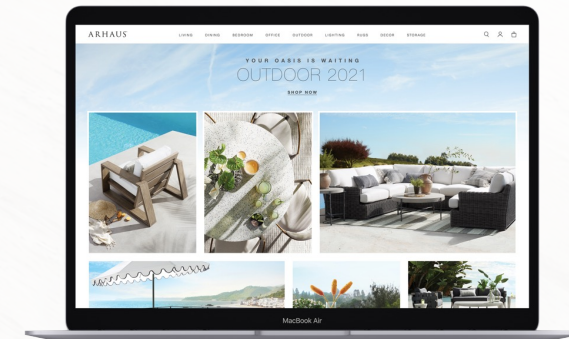 ARHAUS
LIVING DINING BEDROOM OFFICE OUTDOOR LIGHTING RUGS DECOR STORAGE
YOUR OASIS IS WAITING
OUTDOOR 2021
SHOP NOW
MacBook Air